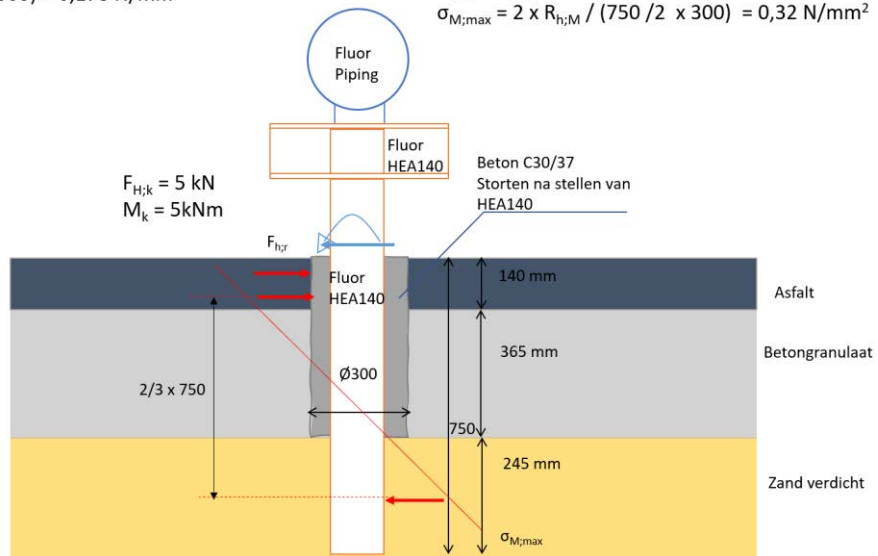 σM;max = 2 x Rh;M / (750 /2 x 300) = 0,32 N/mm²
Fluor
Piping
Fluor
HEA140
Beton C30/37
Storten na stellen van
HEA140
FH;k = 5 kN
Mk = 5kNm
Fh;r
Fluor
HEA140
140 mm
Asfalt
365 mm
Betongranulaat
Ø300
2/3 x 750
750
245 mm
Zand verdicht
σM;max